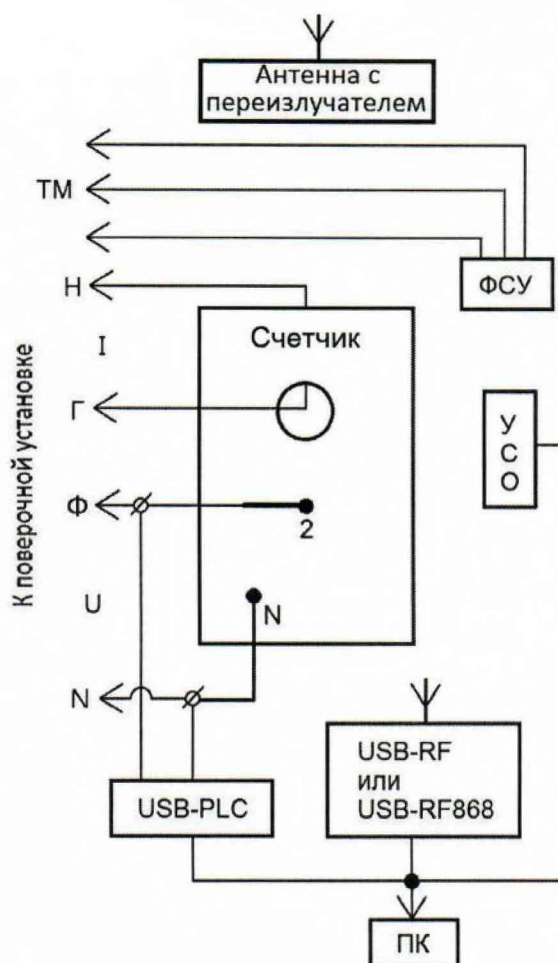 Антенна с
переизлучателем
ТМ
ФСУ
Н
Счетчик
I
Г
У
С
О
К поверочной установке
Ф
2
U
N
N
USB-RF
или
USB-RF868
USB-PLC
ПК